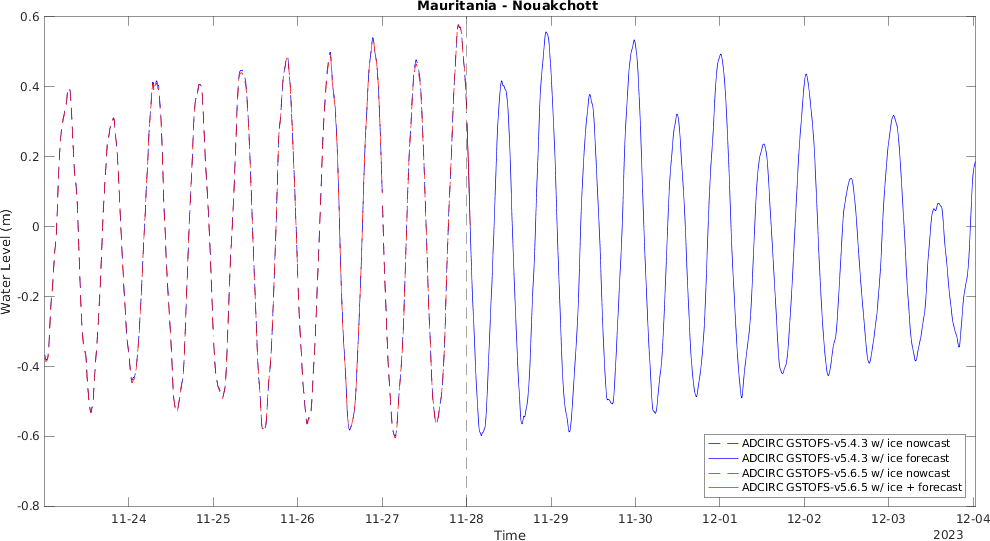 Mauritania - Nouakchott
0.6
0.4
0.2
0
-0.2
-0.4
-0.6
-0.8
Water Level (m)
ADCIRC GSTOFS-v5.4.3 w/ ice nowcast
ADCIRC GSTOFS-v5.4.3 w/ ice forecast
ADCIRC GSTOFS-v5.6.5 w/ ice nowcast
ADCIRC GSTOFS-v5.6.5 w/ ice + forecast
11-24 11-25 11-26 11-27 11-28 11-29 11-30 12-01 12-02 12-03 12-04
Time
2023